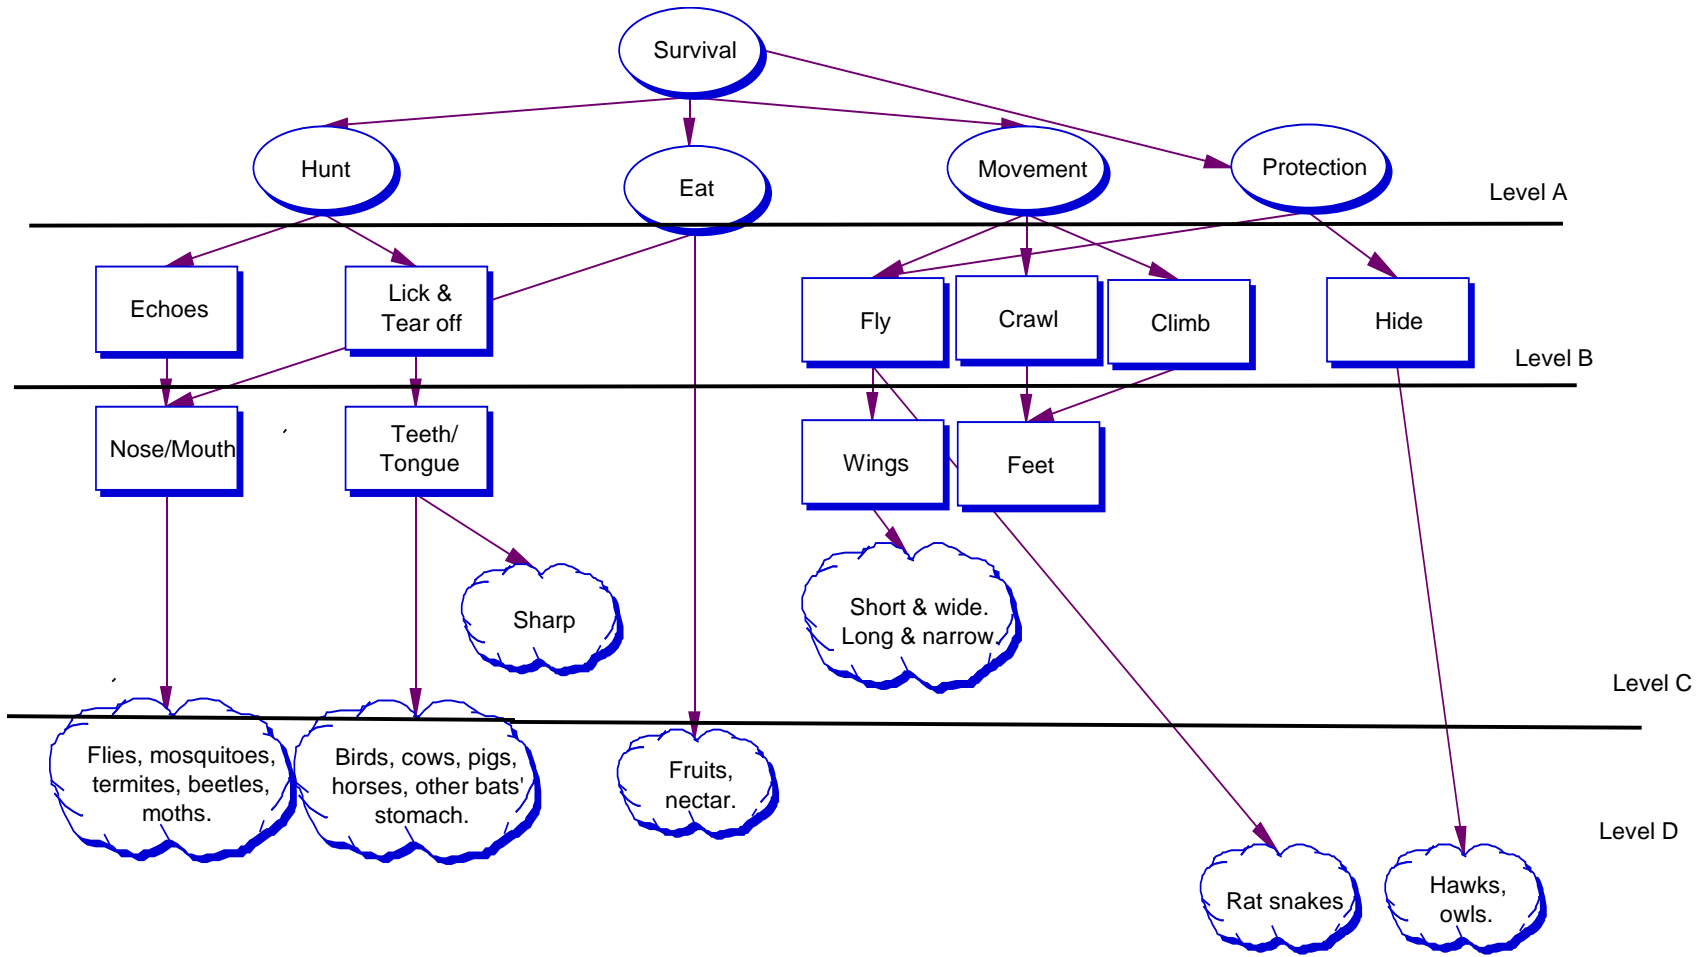 Survival
Hunt
Eat
Movement
Protection
Level A
Echoes
Lick &
Tear off
Fly
Crawl
Climb
Hide
Level B
Nose/Mouth
Teeth/
Tongue
Wings
Feet
Sharp
Short & wide.
Long & narrow.
Level C
Flies, mosquitoes,
termites, beetles,
moths.
Birds, cows, pigs,
horses, other bats'
stomach.
Fruits,
nectar.
Level D
Rat snakes
Hawks,
owls.